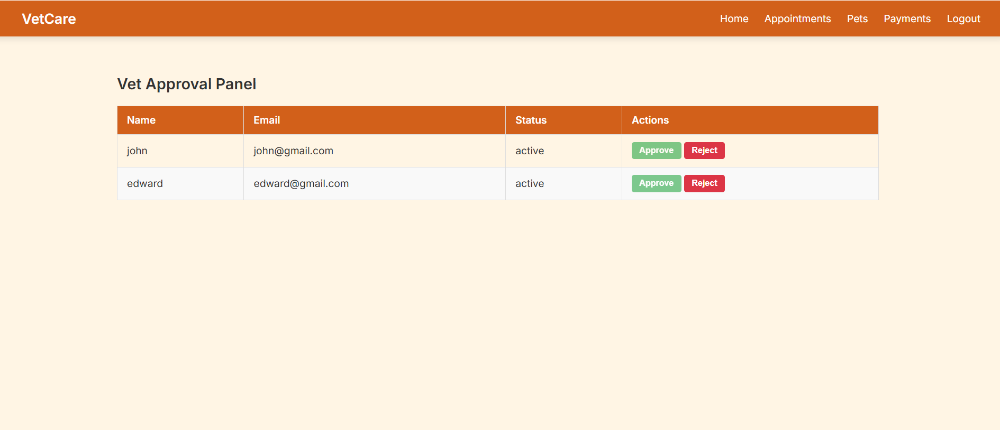 VetCare Home Appointments Pets Payments Logout
Vet Approval Panel
Name Email Status Actions
john john@gmail.com active Approve Reject
edward edward@gmail.com active Approve Reject